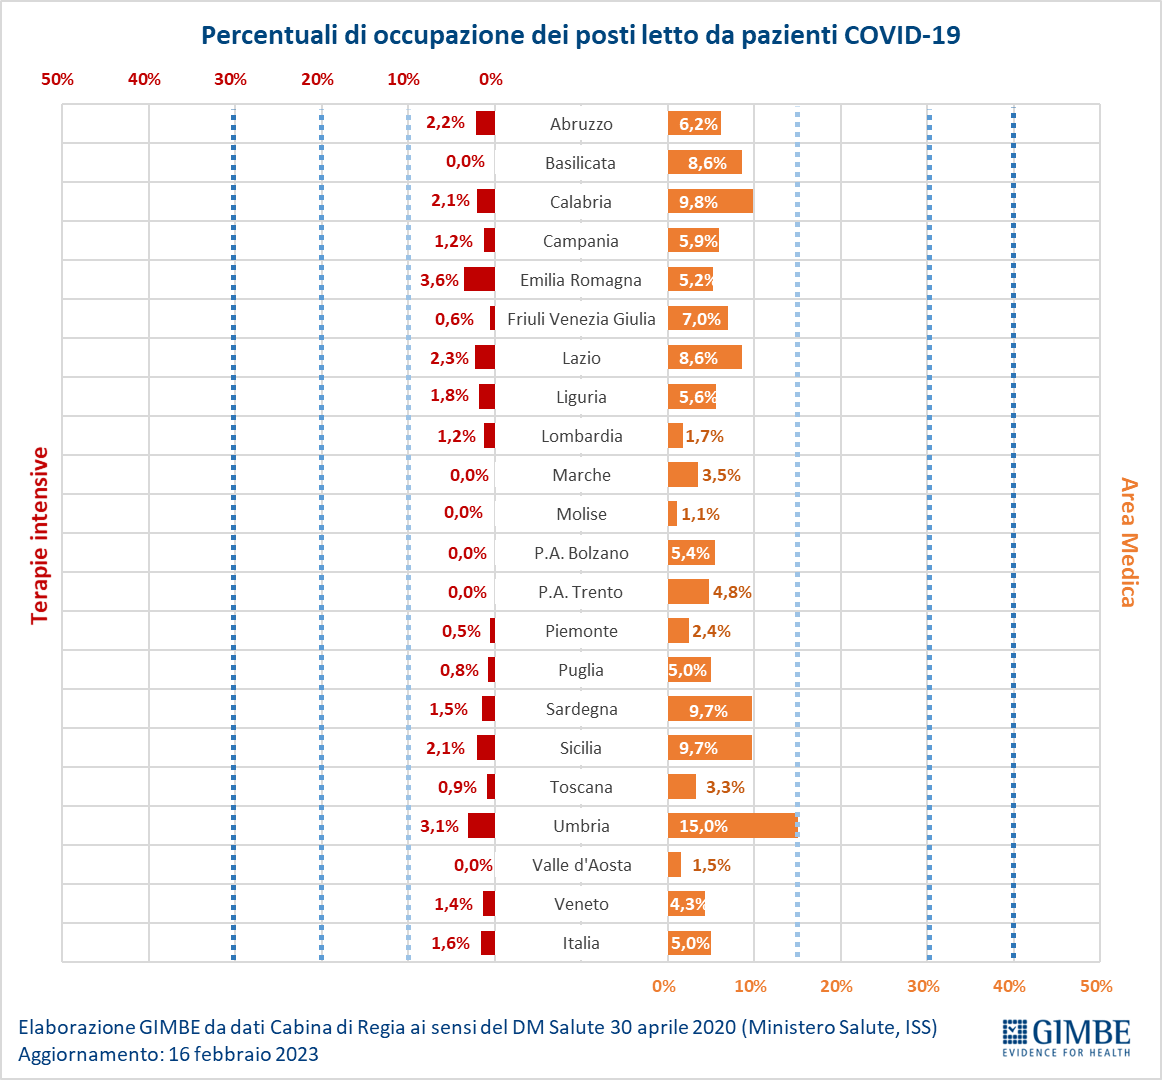 Percentuali di occupazione dei posti letto da pazienti COVID-19
50% 40% 30% 20% 10% 0%
2,2% Abruzzo 6,2%
0,0% Basilicata 8,6%
2,1% Calabria 9,8%
1,2% Campania 5,9%
3,6% Emilia Romagna 5,2%
0,6% Friuli Venezia Giulia 7,0%
2,3% Lazio 8,6%
1,8% Liguria 5,6%
1,2% Lombardia 1,7%
0,0% Marche 3,5%
0,0% Molise 1,1%
0,0% P.A. Bolzano 5,4%
0,0% P.A. Trento 4,8%
0,5% Piemonte 2,4%
0,8% Puglia 5,0%
1,5% Sardegna 9,7%
2,1% Sicilia 9,7%
0,9% Toscana 3,3%
3,1% Umbria 15,0%
0,0% Valle d'Aosta 1,5%
1,4% Veneto 4,3%
1,6% Italia 5,0%
Terapie intensive
Area Medica
0% 10% 20% 30% 40% 50%
Elaborazione GIMBE da dati Cabina di Regia ai sensi del DM Salute 30 aprile 2020 (Ministero Salute, ISS)
Aggiornamento: 16 febbraio 2023
GIMBE
EVIDENCE FOR HEALTH